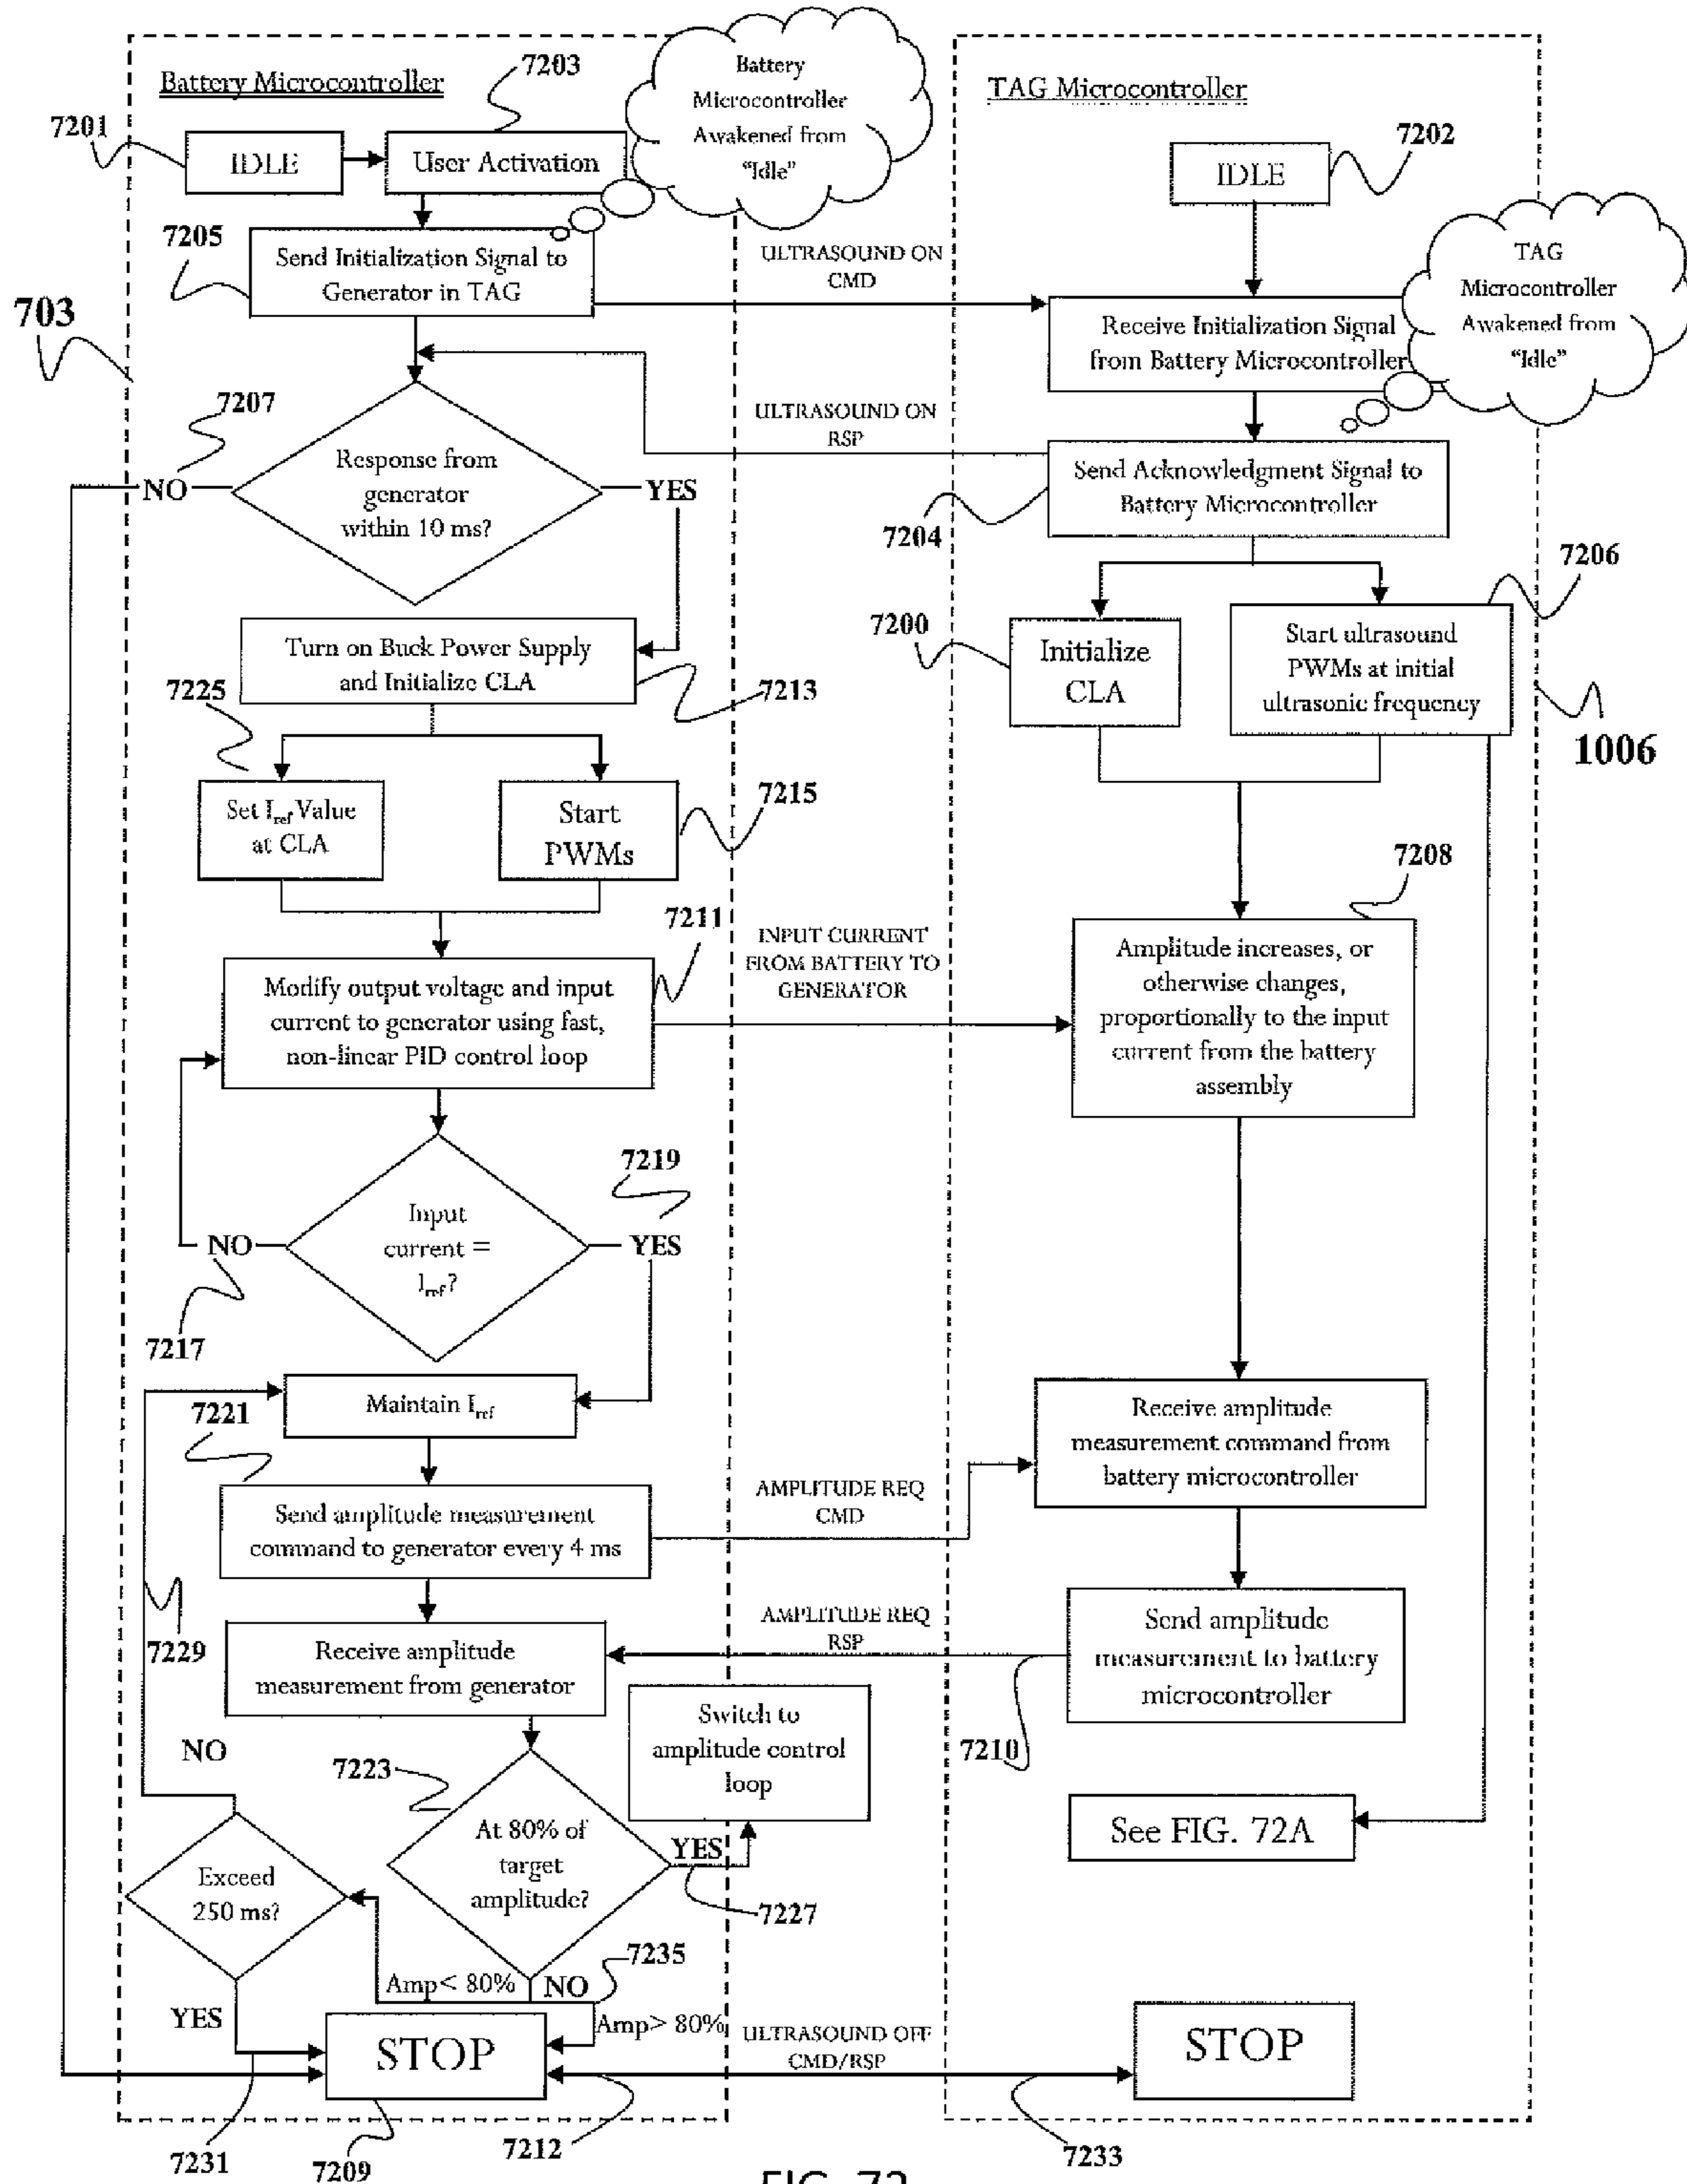 Battery Microcontroller
7203
Battery
Microcontroller
Awakened from
“Idle”
TAG Microcontroller
7201
IDLE
User Activation
7202
IDLE
7205
Send Initialization Signal to
Generator in TAG
ULTRASOUND ON
CMD
TAG
Microcontroller
Awakened from
“Idle”
703
Receive Initialization Signal
from Battery Microcontroller
7207
ULTRASOUND ON
RSP
Response from
generator
within 10 ms?
NO
YES
Send Acknowledgment Signal to
Battery Microcontroller
7204
7206
7200
Initialize
CLA
Start ultrasound
PWMs at initial
ultrasonic frequency
Turn on Buck Power Supply
and Initialize CLA
7225
7213
1006
Set Iref Value
at CLA
Start
PWMs
7215
7208
7211
INPUT CURRENT
FROM BATTERY TO
GENERATOR
Modify output voltage and input
current to generator using fast,
non-linear PID control loop
Amplitude increases, or
otherwise changes,
proportionally to the input
current from the battery
assembly
7219
Input
current =
Iref?
NO
YES
7217
Maintain Iref
7221
Receive amplitude
measurement command from
battery microcontroller
AMPLITUDE REQ
CMD
Send amplitude measurement
command to generator every 4 ms
7229
AMPLITUDE REQ
RSP
Receive amplitude
measurement from generator
Send amplitude
measurement to battery
microcontroller
NO
7223
Switch to
amplitude control
loop
7210
At 80% of
target
amplitude?
YES
See FIG. 72A
Exceed
250 ms?
7227
7235
Amp< 80%
NO
YES
Amp> 80%
STOP
ULTRASOUND OFF
CMD/RSP
STOP
7231
7209
7212
7233
FIG. 72